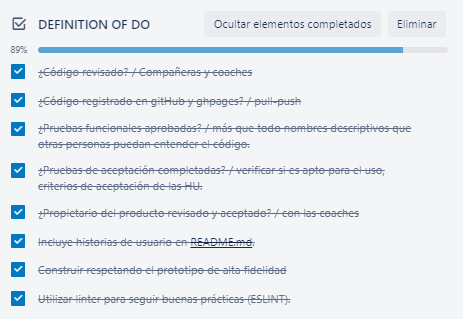 DEFINITION OF DO
Ocultar elementos completados
Eliminar
89%
¿Código revisado? / Compañeras y coaches
¿Código registrado en gitHub y ghpages? / pull-push
¿Pruebas funcionales aprobadas? / más que todo nombres descriptivos que
otras personas puedan entender el código.
¿Pruebas de aceptación completadas? / verificar si es apto para el uso,
criterios de aceptación de las HU.
¿Propietario del producto revisado y aceptado? / con las coaches
Incluye historias de usuario en README.md.
Construir respetando el prototipo de alta fidelidad
Utilizar linter para seguir buenas prácticas (ESLINT).